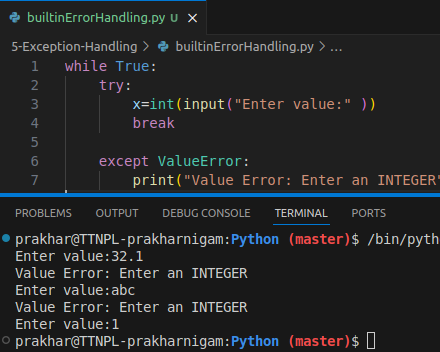 builtinErrorHandling.py U
5-Exception-Handling > builtinErrorHandling.py > ...
1 while True:
2 try:
3 x=int(input("Enter value:" ))
4 break
5
6 except ValueError:
7 print("Value Error: Enter an INTEGER"
PROBLEMS OUTPUT DEBUG CONSOLE TERMINAL PORTS
prakhar@TTNPL-prakharnigam:Python (master)$ /bin/pyth
Enter value:32.1
Value Error: Enter an INTEGER
Enter value:abc
Value Error: Enter an INTEGER
Enter value:1
prakhar@TTNPL-prakharnigam:Python (master)$